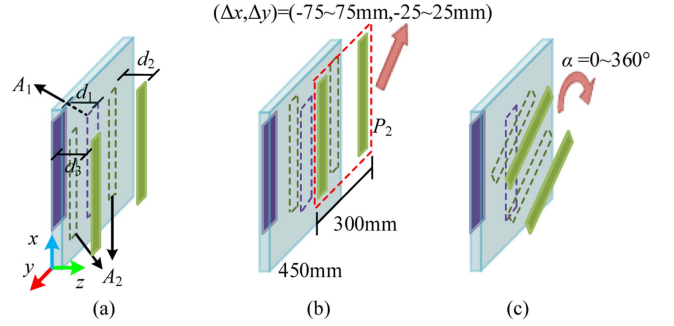 (Δx,Δy)=(-75~75mm,-25~25mm)
A1
d1
d2
d3
x
y
z
A2
(a)
P2
300mm
450mm
(b)
α =0~360°
(c)